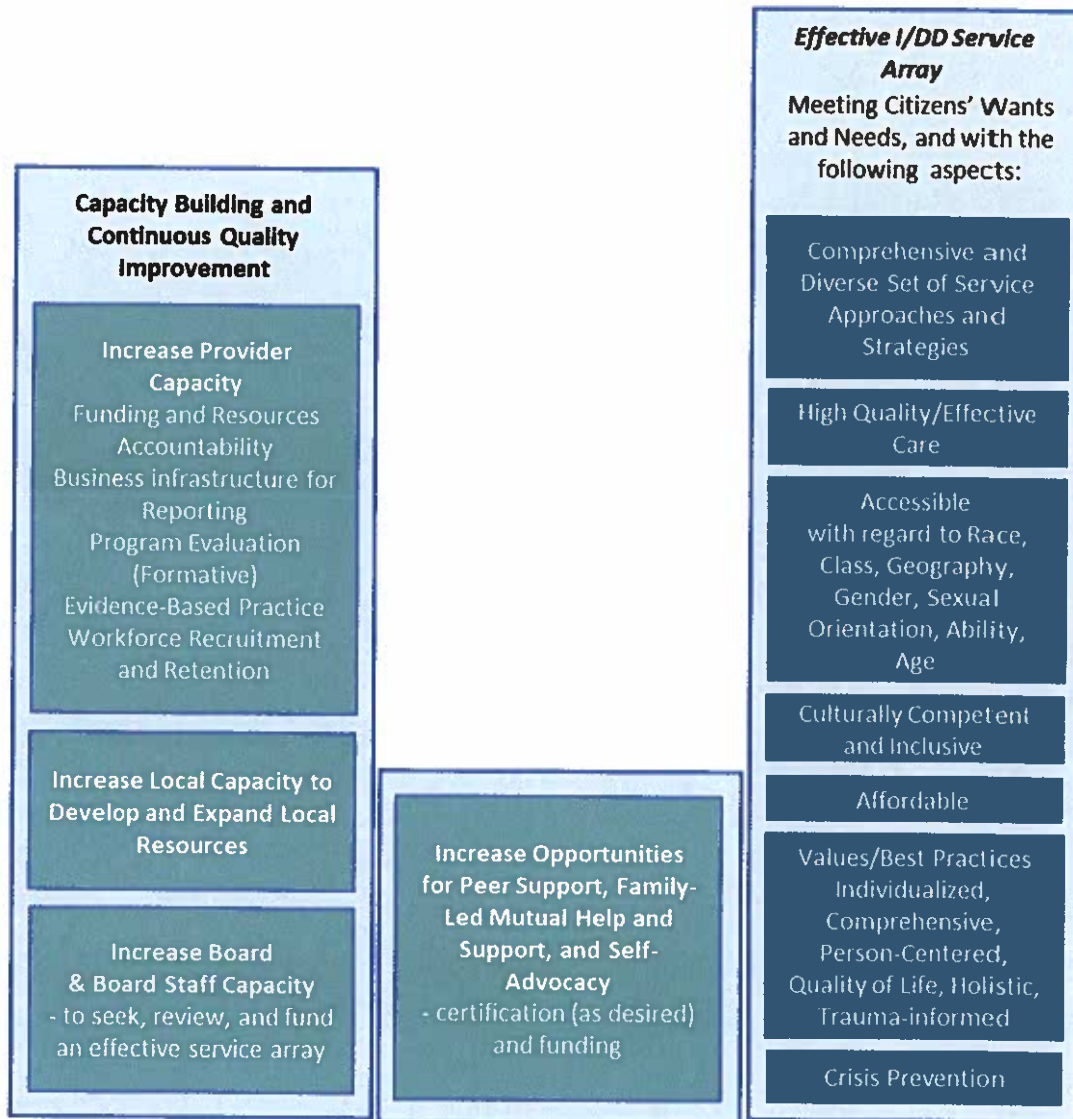 Capacity Building and
Continuous Quality
Improvement
Increase Provider
Capacity
Funding and Resources
Accountability
Business infrastructure for
Reporting
Program Evaluation
(Formative)
Evidence-Based Practice
Workforce Recruitment
and Retention
Increase Local Capacity to
Develop and Expand Local
Resources
Increase Board
& Board Staff Capacity
- to seek, review, and fund
an effective service array
Increase Opportunities
for Peer Support, Family-
Led Mutual Help and
Support, and Self-
Advocacy
- certification (as desired)
and funding
Effective I/DD Service
Array
Meeting Citizens' Wants
and Needs, and with the
following aspects:
Comprehensive and
Diverse Set of Service
Approaches and
Strategies
High Quality/Effective
Care
Accessible
with regard to Race,
Class, Geography,
Gender, Sexual
Orientation, Ability,
Age
Culturally Competent
and Inclusive
Affordable
Values/Best Practices
Individualized,
Comprehensive,
Person-Centered,
Quality of Life, Holistic,
Trauma-informed
Crisis Prevention